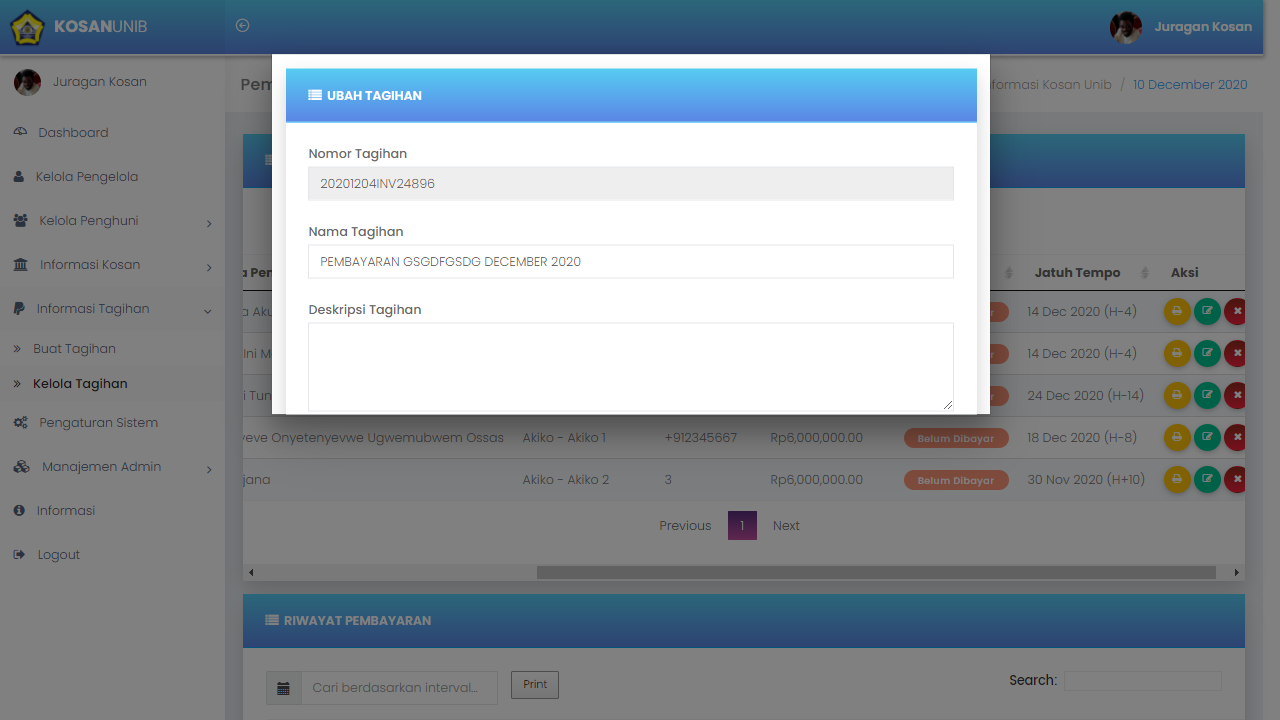 KOSANUNIB
Juragan Kosan
Juragan Kosan
Dashboard
Kelola Pengelola
Kelola Penghuni
Informasi Kosan
Informasi Tagihan
Buat Tagihan
Kelola Tagihan
Pengaturan Sistem
Manajemen Admin
Informasi
Logout
Pem
formasi Kosan Unib / 10 December 2020
UBAH TAGIHAN
Nomor Tagihan
20201204INV24896
Nama Tagihan
PEMBAYARAN GSGDFGSDG DECEMBER 2020
Deskripsi Tagihan
a Pen Jatuh Tempo Aksi
a Aku 14 Dec 2020 (H-4)
Ini M 14 Dec 2020 (H-4)
i Tun 24 Dec 2020 (H-14)
eve Onyetenyevwe Ugwemubwem Ossas Akiko - Akiko 1 +912345667 Rp6,000,000.00 Belum Dibayar 18 Dec 2020 (H-8)
jana Akiko - Akiko 2 3 Rp6,000,000.00 Belum Dibayar 30 Nov 2020 (H+10)
Previous 1 Next
RIWAYAT PEMBAYARAN
Cari berdasarkan interval... Print Search: